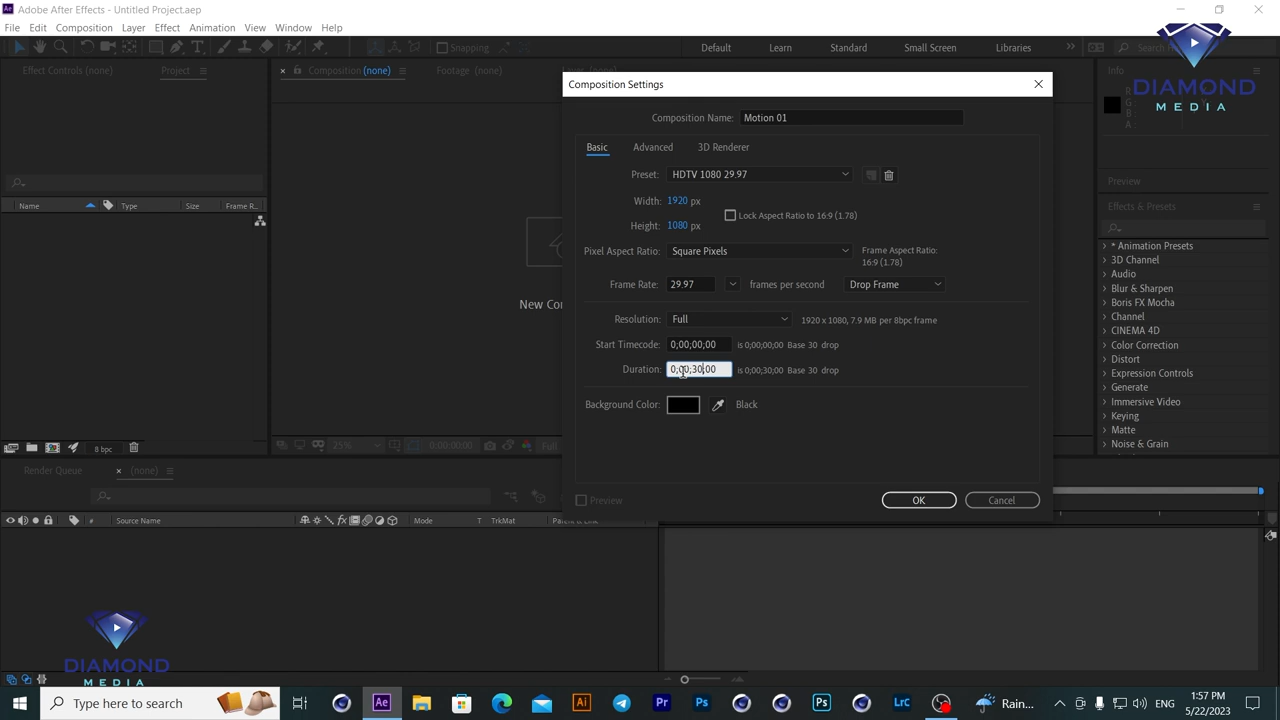 Adobe After Effects - Untitled Project.aep
File Edit Composition Layer Effect Animation View Window Help
Snapping
Default Learn Standard Small Screen Libraries
Effect Controls (none) Project
Composition (none)
Footage (none)
Info
DIAMOND
MEDIA
Composition Settings
Composition Name: Motion 01
Basic Advanced 3D Renderer
Preset: HDTV 1080 29.97
Width: 1920 px
Lock Aspect Ratio to 16:9 (1.78)
Height: 1080 px
Pixel Aspect Ratio: Square Pixels
Frame Aspect Ratio:
16:9 (1.78)
Frame Rate: 29.97 frames per second Drop Frame
Resolution: Full 1920 x 1080, 7.9 MB per 8bpc frame
Start Timecode: 0;00;00;00 is 0;00;00;00 Base 30 drop
Duration: 0;00;30;00 is 0;00;30;00 Base 30 drop
Background Color: Black
Preview
OK Cancel
Name Type Size Frame R...
New Con
8 bpc
25% 0;00;00;00 Full
Preview
Effects & Presets
* Animation Presets
3D Channel
Audio
Blur & Sharpen
Boris FX Mocha
Channel
CINEMA 4D
Color Correction
Distort
Expression Controls
Generate
Immersive Video
Keying
Matte
Noise & Grain
Render Queue (none)
# Source Name Mode T TrkMat Parent & Link
DIAMOND
MEDIA
Type here to search
Rain...
ENG
1:57 PM
5/22/2023